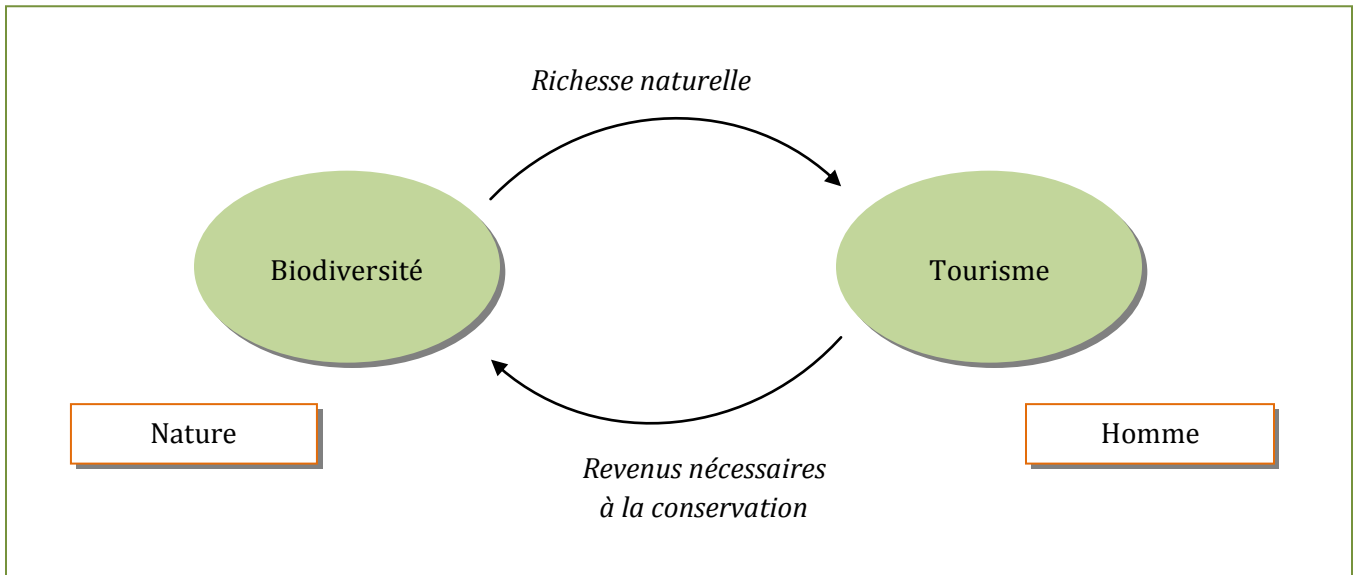 Richesse naturelle
Biodiversité
Tourisme
Nature
Homme
Revenus nécessaires
à la conservation